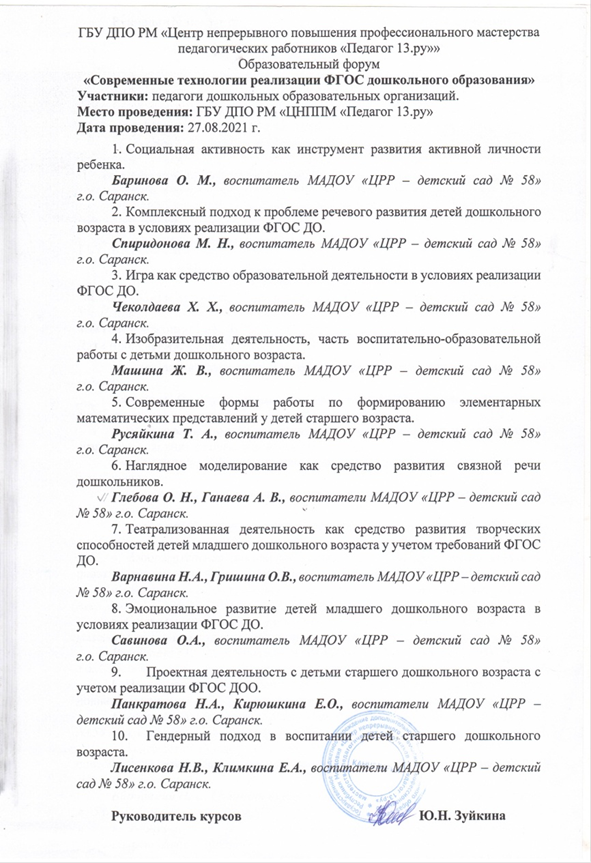 ГБУ ДПО РМ «Центр непрерывного повышения профессионального мастерства
педагогических работников «Педагог 13.ру»»
Образовательный форум
«Современные технологии реализации ФГОС дошкольного образования»
Участники: педагоги дошкольных образовательных организаций.
Место проведения: ГБУ ДПО РМ «ЦНППМ «Педагог 13.ру»
Дата проведения: 27.08.2021 г.
1. Социальная активность как инструмент развития активной личности
ребенка.
Баринова О. М., воспитатель МАДОУ «ЦРР – детский сад № 58»
г.о. Саранск.
2. Комплексный подход к проблеме речевого развития детей дошкольного
возраста в условиях реализации ФГОС ДО.
Спиридонова М. Н., воспитатель МАДОУ «ЦРР – детский сад № 58»
г.о. Саранск.
3. Игра как средство образовательной деятельности в условиях реализации
ФГОС ДО.
Чеколдаева Х. Х., воспитатель МАДОУ «ЦРР – детский сад № 58»
г.о. Саранск.
4. Изобразительная деятельность, часть воспитательно-образовательной
работы с детьми дошкольного возраста.
Машина Ж. В., воспитатель МАДОУ «ЦРР – детский сад № 58»
г.о. Саранск.
5. Современные формы работы по формированию элементарных
математических представлений у детей старшего возраста.
Русяйкина Т. А., воспитатель МАДОУ «ЦРР – детский сад № 58»
г.о. Саранск.
6. Наглядное моделирование как средство развития связной речи
дошкольников.
Глебова О. Н., Ганаева А. В., воспитатели МАДОУ «ЦРР – детский сад
№ 58» г.о. Саранск.
7. Театрализованная деятельность как средство развития творческих
способностей детей младшего дошкольного возраста у учетом требований ФГОС
ДО.
Варнавина Н.А., Гришина О.В., воспитатель МАДОУ «ЦРР – детский сад
№ 58» г.о. Саранск.
8. Эмоциональное развитие детей младшего дошкольного возраста в
условиях реализации ФГОС ДО.
Савинова О.А., воспитатель МАДОУ «ЦРР – детский сад № 58»
г.о. Саранск.
9. Проектная деятельность с детьми старшего дошкольного возраста с
учетом реализации ФГОС ДОО.
Панкратова Н.А., Кирюшкина Е.О., воспитатели МАДОУ «ЦРР –
детский сад № 58» г.о. Саранск.
10. Гендерный подход в воспитании детей старшего дошкольного
возраста.
Лисенкова Н.В., Климкина Е.А., воспитатели МАДОУ «ЦРР – детский
сад № 58» г.о. Саранск.
Руководитель курсов Ю.Н. Зуйкина